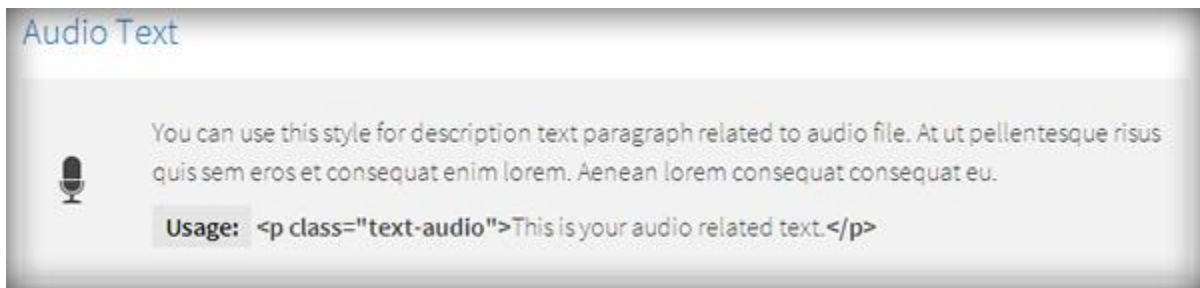 Audio Text
You can use this style for description text paragraph related to audio file. At ut pellentesque risus
quis sem eros et consequat enim lorem. Aenean lorem consequat consequat eu.
Usage: <p class="text-audio">This is your audio related text.</p>